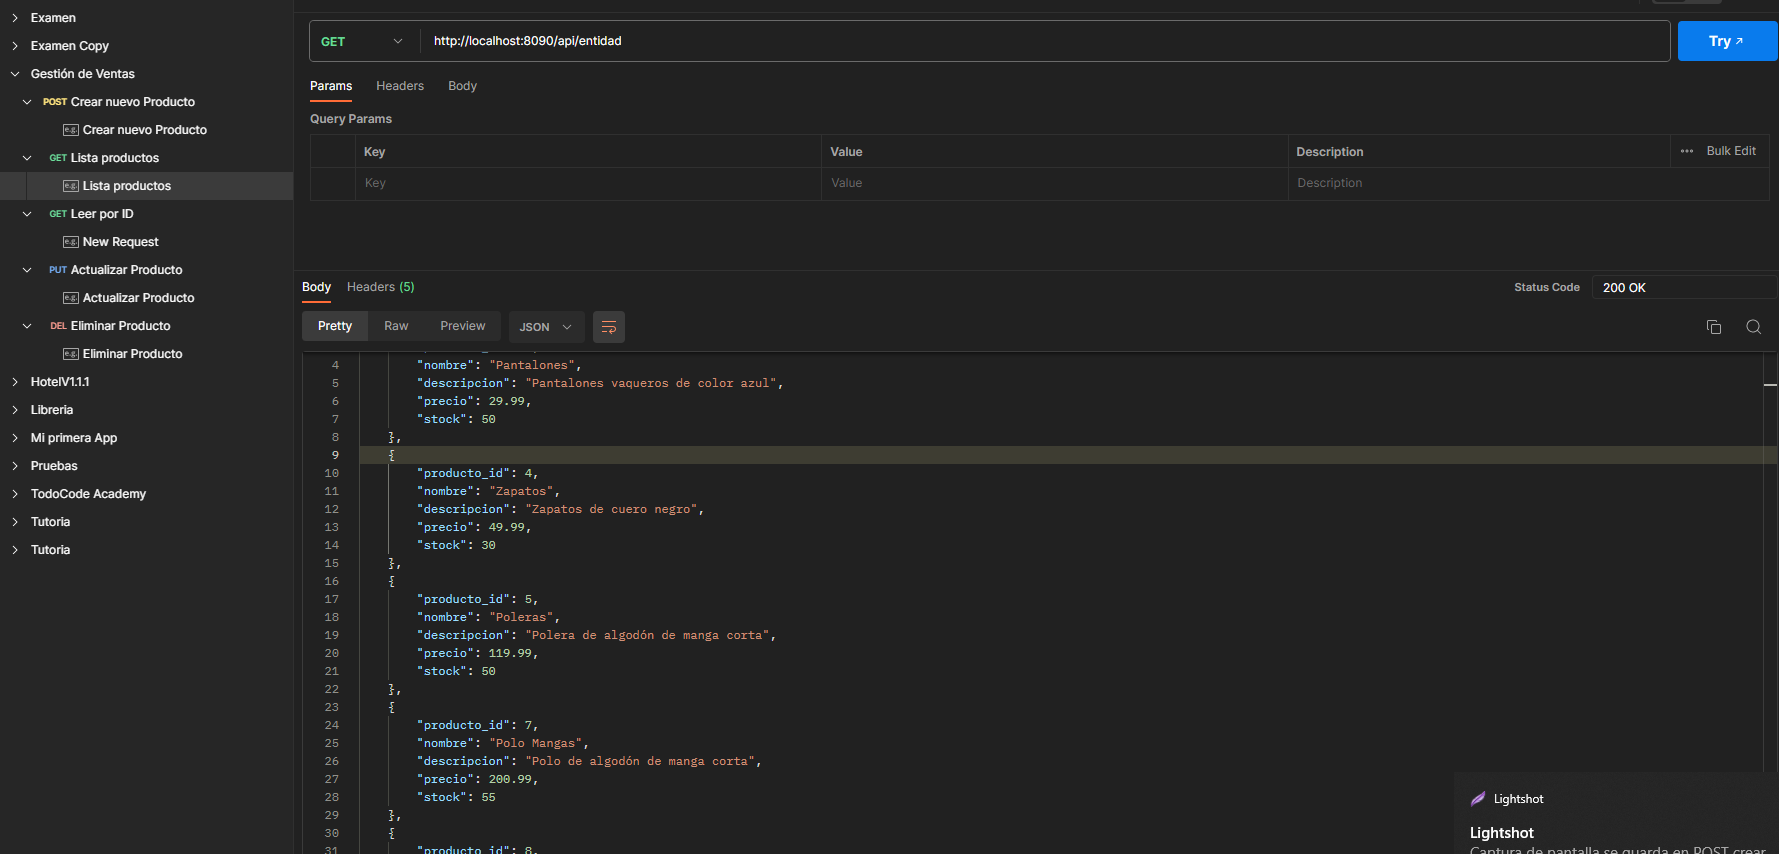 Examen
Examen Copy
Gestión de Ventas
POST Crear nuevo Producto
e.g. Crear nuevo Producto
GET Lista productos
e.g. Lista productos
GET Leer por ID
e.g. New Request
PUT Actualizar Producto
e.g. Actualizar Producto
DEL Eliminar Producto
e.g. Eliminar Producto
HotelV1.1.1
Libreria
Mi primera App
Pruebas
TodoCode Academy
Tutoria
Tutoria
GET http://localhost:8090/api/entidad Try
Params Headers Body
Query Params
Key Value Description Bulk Edit
Key Value Description
Body Headers (5) Status Code 200 OK
Pretty Raw Preview JSON
4 "nombre": "Pantalones",
5 "descripcion": "Pantalones vaqueros de color azul",
6 "precio": 29.99,
7 "stock": 50
8 },
9 {
10 "producto_id": 4,
11 "nombre": "Zapatos",
12 "descripcion": "Zapatos de cuero negro",
13 "precio": 49.99,
14 "stock": 30
15 },
16 {
17 "producto_id": 5,
18 "nombre": "Poleras",
19 "descripcion": "Polera de algodón de manga corta",
20 "precio": 119.99,
21 "stock": 50
22 },
23 {
24 "producto_id": 7,
25 "nombre": "Polo Mangas",
26 "descripcion": "Polo de algodón de manga corta",
27 "precio": 200.99,
28 "stock": 55
29 },
30 {
31 "producto_id": 8,
Lightshot
Lightshot
Captura de pantalla se guarda en POST crear